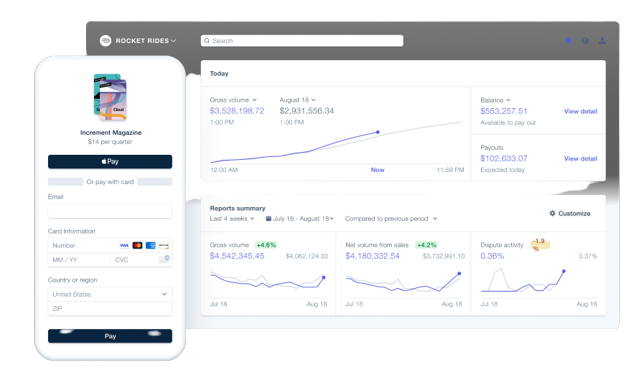 ROCKET RIDES
Search
Today
Gross volume
August 18
$3,528,198.72
$2,931,556.34
1:00 PM
1:00 PM
12:00 AM
Now
11:59 PM
Balance
$553,257.51
View detail
Available to pay out
Payouts
$102,633.07
View detail
Expected today
Reports summary
Last 4 weeks
July 18 - August 18
Compared to previous period
Customize
Gross volume +4.6%
$4,542,345.45
$4,062,124.23
Jul 18
Aug 18
Net volume from sales +4.2%
$4,180,332.54
$3,732,991.10
Jul 18
Aug 18
Dispute activity -1.9
0.36%
0.37%
Jul 18
Aug 18
Cloud
Increment Magazine
$14 per quarter
Pay
Or pay with card
Email
Card Information
Number
VISA
MM / YY
CVC
Country or region
United States
ZIP
Pay